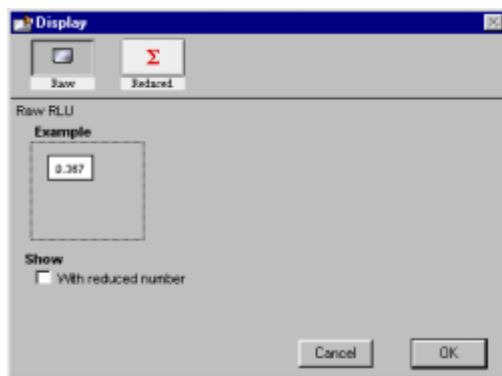 Display
Σ
Raw Reduced
Raw RLU
Example
0.367
Show
With reduced number
Cancel OK